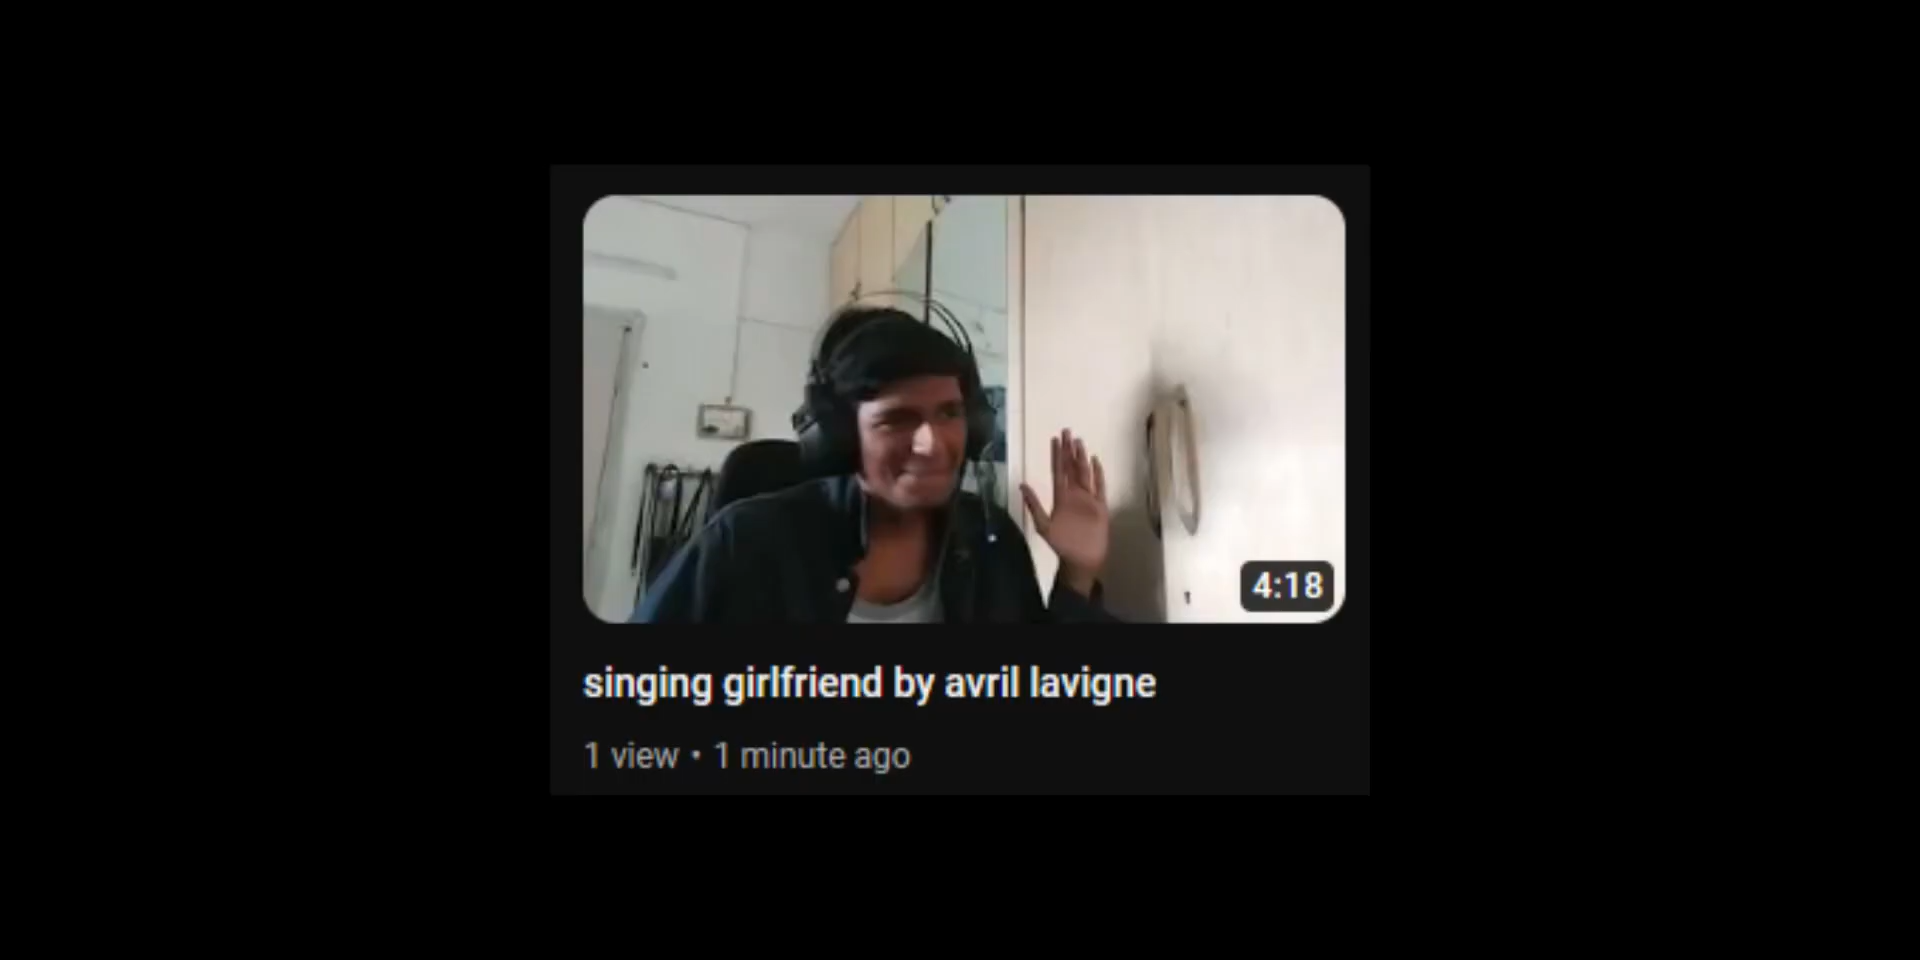 4:18
singing girlfriend by avril lavigne
1 view • 1 minute ago